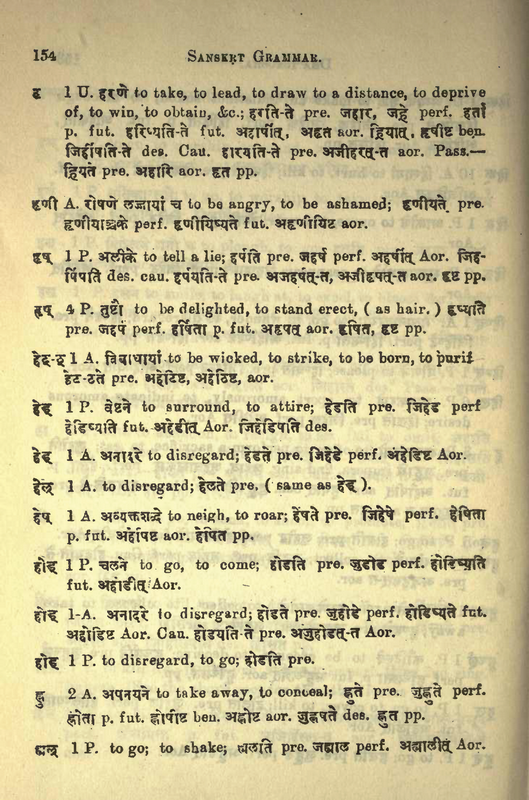 154 SANSKRT GRAMMAR.
हृ 1 U. हरणे to take, to lead, to draw to a distance, to deprive
of, to win, to obtain, &c.; हरति-ते pre. जहार, जह्रे perf. हर्ता
p. fut. हरिष्यति-ते fut. अहार्षीत्, अहृत aor. ह्रियात्, हृषीष्ट ben.
जिहीर्षति-ते des. Cau. हारयति-ते pre. अजीहरत्-त aor. Pass.—
ह्रियते pre. अहारि aor. हृत pp.
हृणी A. रोषणे लज्जायां च to be angry, to be ashamed; हृणीयते pre.
हृणीयाञ्चक्रे perf. हृणीयिष्यते fut. अहृणीयिष्ट aor.
हृष् 1 P. अलीके to tell a lie; हर्षति pre. जहर्ष perf. अहर्षीत् Aor. जिह-
र्षिषति des. cau. हर्षयति-ते pre. अजहर्षत्-त, अजीहृषत्-त aor. हृष्ट pp.
हृष् 4 P. तुष्टौ to be delighted, to stand erect, ( as hair. ) हृष्यति
pre. जहर्ष perf. हर्षिता p. fut. अहृषत् aor. हृषित, हृष्ट pp.
हेट्-ठ् 1 A. विबाधायां to be wicked, to strike, to be born, to purif
हेट-ठते pre. अहेटिष्ट, अहेठिष्ट, aor.
हेड् 1 P. वेष्टने to surround, to attire; हेडति pre. जिहेड perf
हेडिष्यति fut. अहेडीत् Aor. जिहेडिषति des.
हेड् 1 A. अनादरे to disregard; हेडते pre. जिहेडे perf. अहेडिष्ट Aor.
हेल् 1 A. to disregard; हेलते pre, ( same as हेड् ).
हेष् 1 A. अव्यक्तशब्दे to neigh, to roar; हेषते pre. जिहेषे perf. हेषिता
p. fut. अहेषिष्ट aor. हेषित pp.
होड् 1 P. चलने to go, to come; होडति pre. जुहोड perf. होडिष्यति
fut. अहोडीत् Aor.
होड् 1-A. अनादरे to disregard; होडते pre. जुहोडे perf. होडिष्यते fut.
अहोडिष्ट Aor. Cau. होडयति-ते pre. अजुहोडत्-त Aor.
होड् 1 P. to disregard, to go; होडति pre.
ह्नु 2 A. अपनयने to take away, to conceal; ह्नुते pre. जुह्नुवे perf.
ह्नोता p. fut. ह्नोषीष्ट ben. अह्नोष्ट aor. जुह्नूषते des. ह्नुत pp.
ह्मल् 1 P. to go; to shake; ह्मलति pre. जह्माल perf. अह्मालीत् Aor.